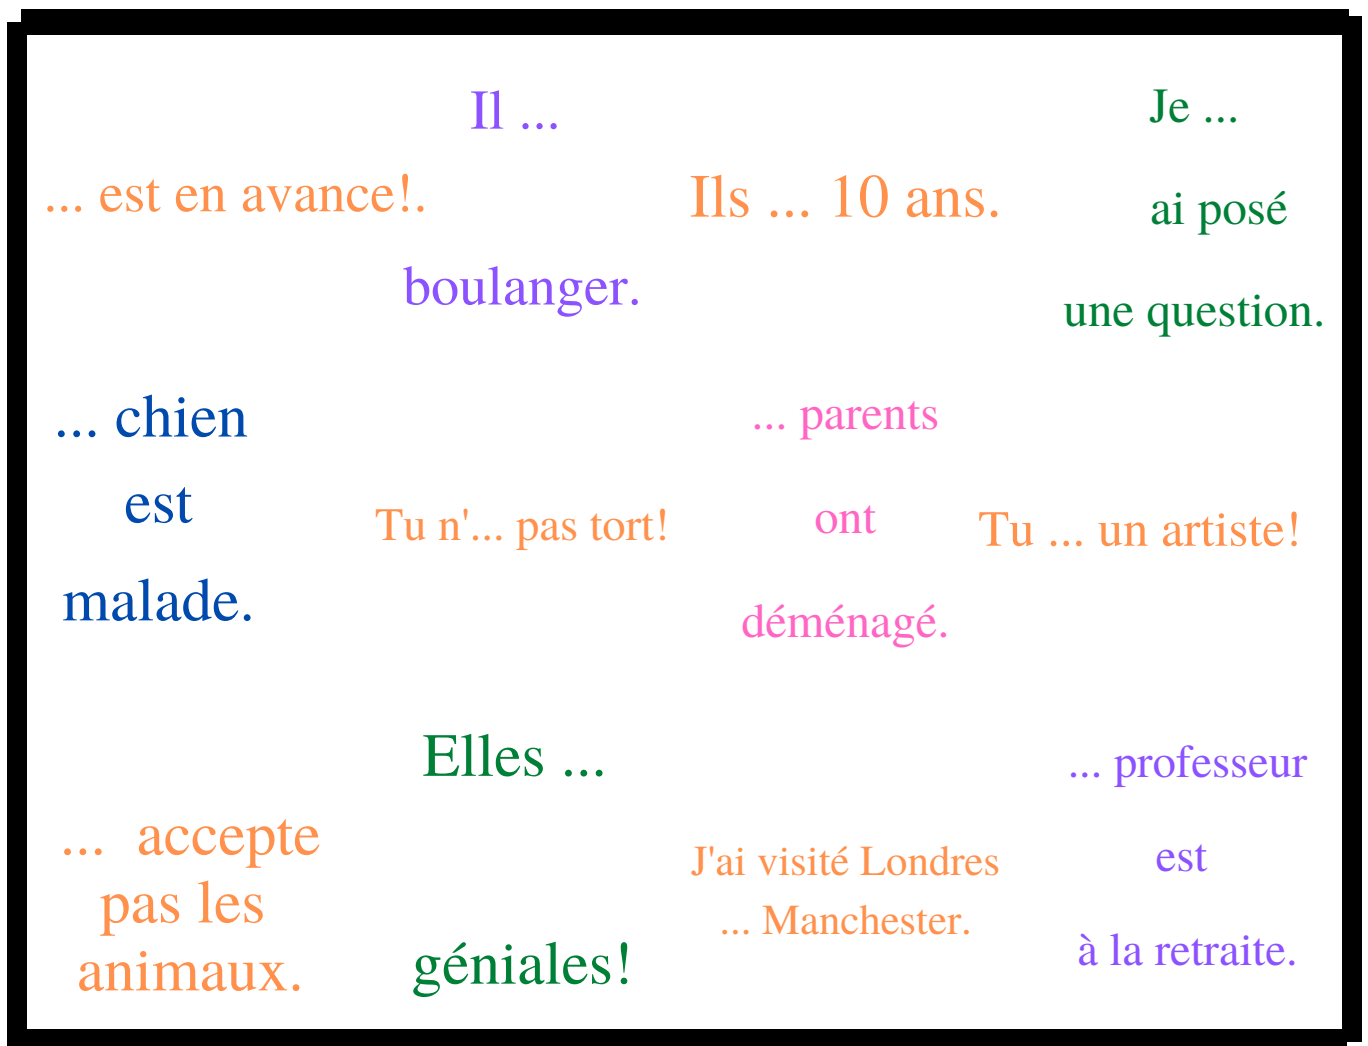 Il ...
boulanger.
Je ...
ai posé
une question.
... est en avance!.
Ils ... 10 ans.
... chien
est
malade.
Tu n'... pas tort!
... parents
ont
déménagé.
Tu ... un artiste!
Elles ...
géniales!
... professeur
est
à la retraite.
...  accepte
pas les
animaux.
J'ai visité Londres
... Manchester.